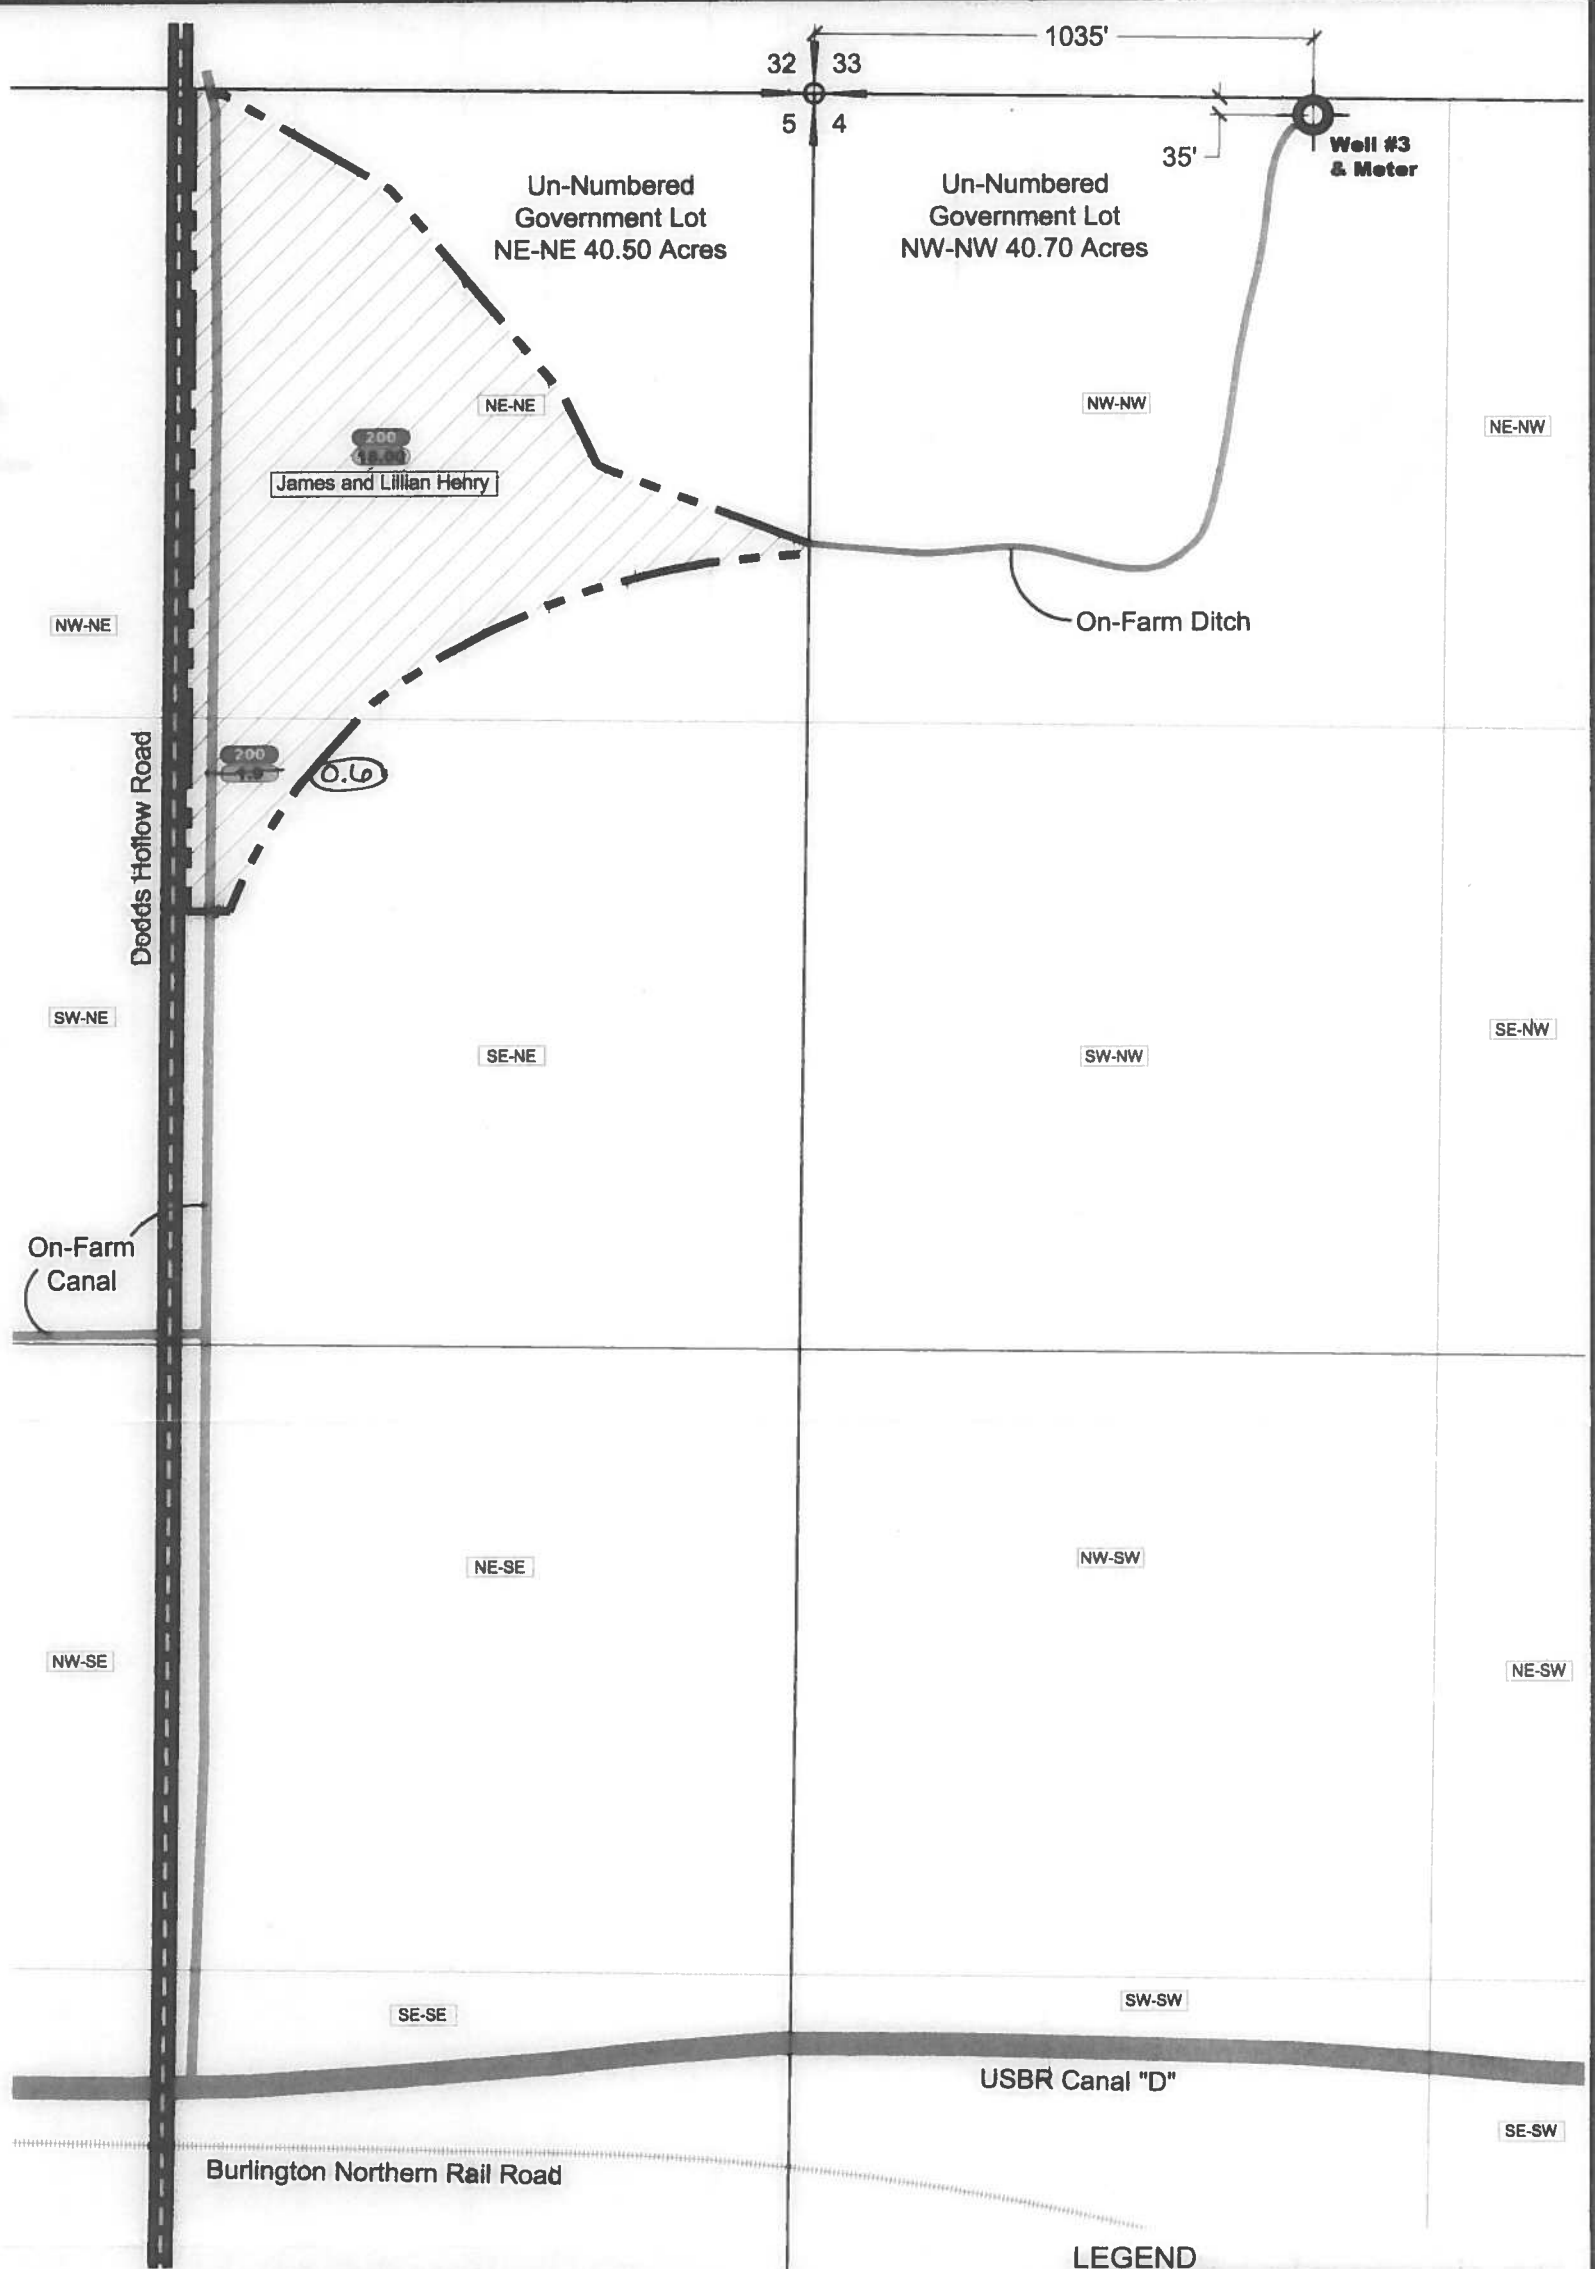 1035'
32 33
5 4
35'
Well #3
& Meter
Un-Numbered
Government Lot
NE-NE 40.50 Acres
Un-Numbered
Government Lot
NW-NW 40.70 Acres
NE-NE
NW-NW
NE-NW
200
18.00
James and Lillian Henry
NW-NE
On-Farm Ditch
Dodds Hollow Road
200
0.6
SW-NE
SE-NE
SW-NW
SE-NW
On-Farm
Canal
NE-SE
NW-SW
NW-SE
NE-SW
SE-SE
SW-SW
USBR Canal "D"
SE-SW
Burlington Northern Rail Road
LEGEND